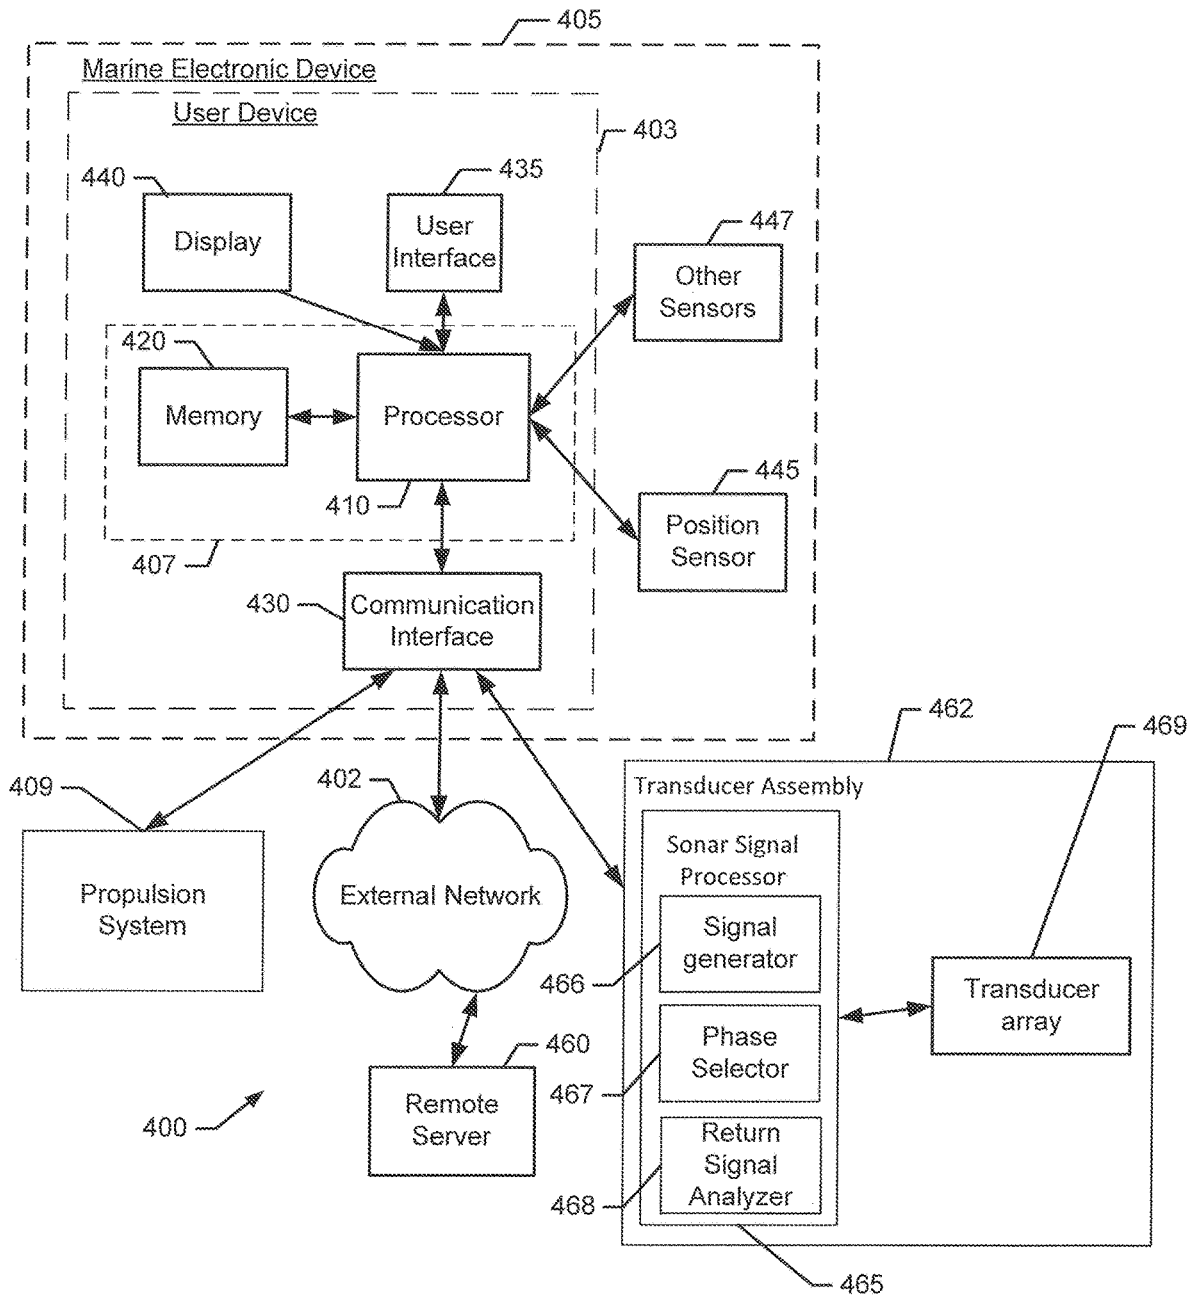 405
Marine Electronic Device
User Device
403
440
435
Display
User
Interface
447
Other
Sensors
420
Memory
Processor
410
445
Position
Sensor
407
430
Communication
Interface
462
469
409
402
Transducer Assembly
Propulsion
System
External Network
Sonar Signal
Processor
Signal
generator
466
Transducer
array
Phase
Selector
467
460
Remote
Server
400
Return
Signal
Analyzer
468
465